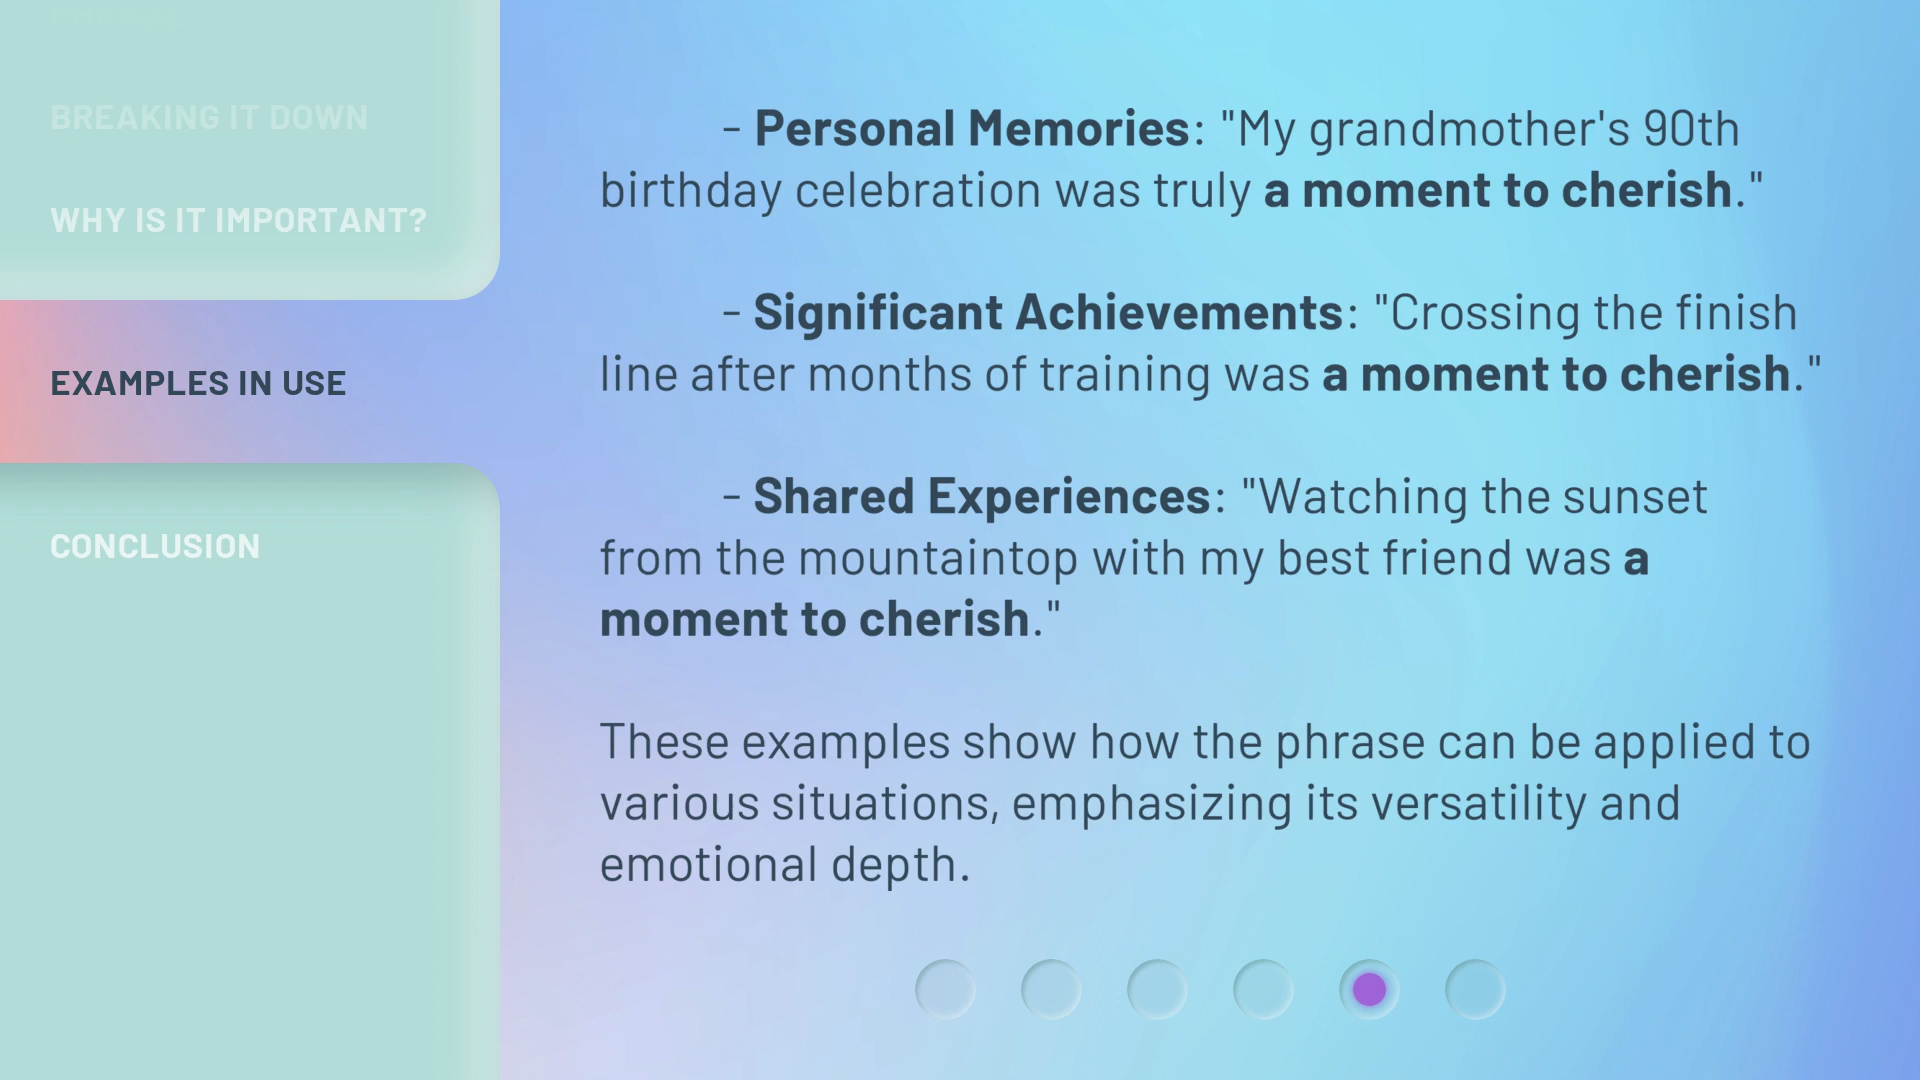 BREAKING IT DOWN
WHY IS IT IMPORTANT?
EXAMPLES IN USE
CONCLUSION
- Personal Memories: "My grandmother's 90th
birthday celebration was truly a moment to cherish."
- Significant Achievements: "Crossing the finish
line after months of training was a moment to cherish."
- Shared Experiences: "Watching the sunset
from the mountaintop with my best friend was a
moment to cherish."
These examples show how the phrase can be applied to
various situations, emphasizing its versatility and
emotional depth.